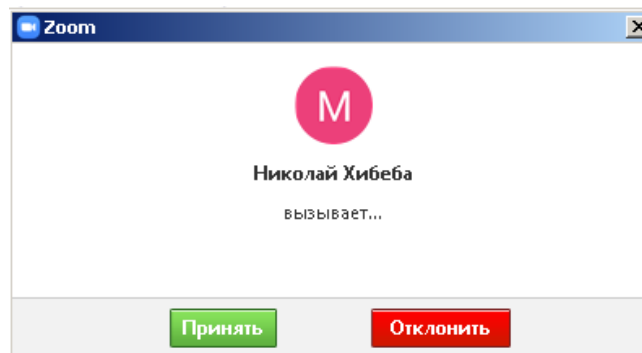 Zoom
М
Николай Хибеба
вызывает...
Принять
Отклонить